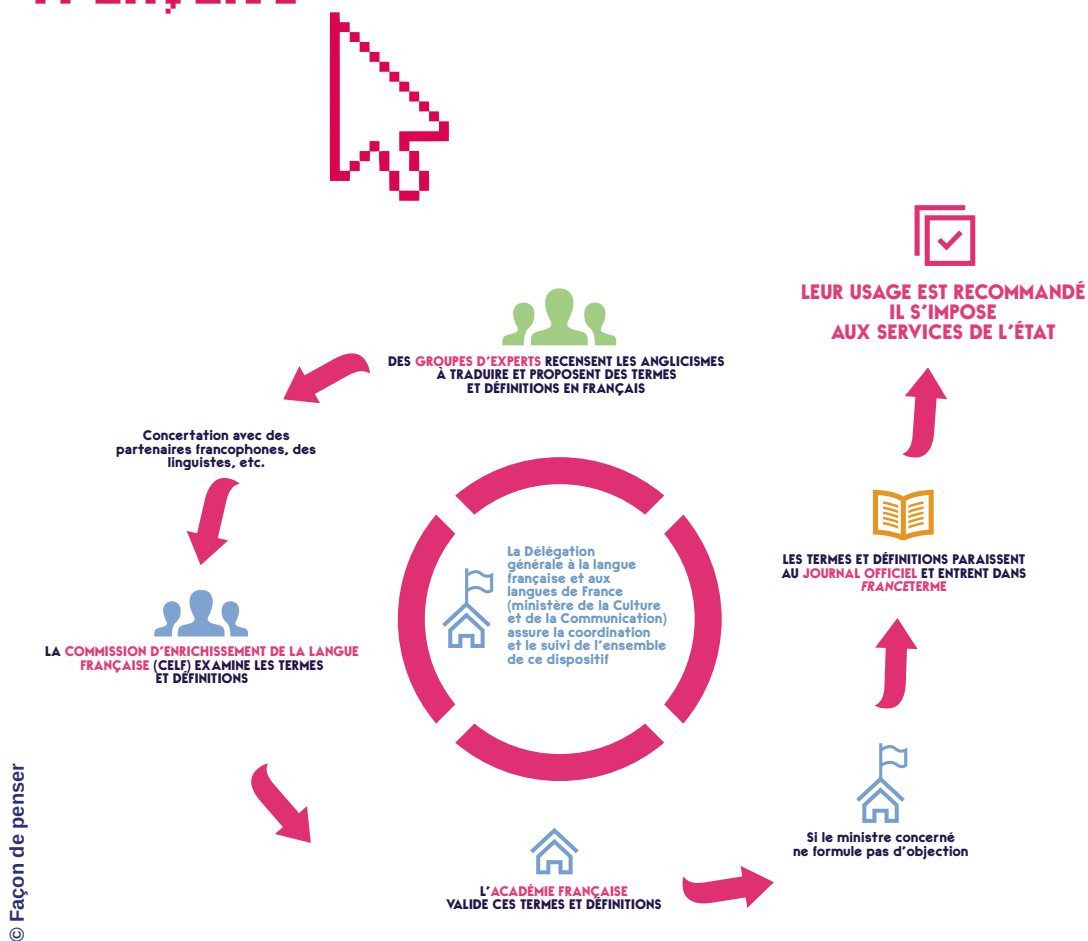 DES GROUPES D'EXPERTS RECENSENT LES ANGLICISMES
À TRADUIRE ET PROPOSENT DES TERMES
ET DÉFINITIONS EN FRANÇAIS
Concertation avec des
partenaires francophones, des
linguistes, etc.
LA COMMISSION D'ENRICHISSEMENT DE LA LANGUE
FRANÇAISE (CELF) EXAMINE LES TERMES
ET DÉFINITIONS
La Délégation
générale à la langue
française et aux
langues de France
(ministère de la Culture
et de la Communication)
assure la coordination
et le suivi de l'ensemble
de ce dispositif
L'ACADÉMIE FRANÇAISE
VALIDE CES TERMES ET DÉFINITIONS
Si le ministre concerné
ne formule pas d'objection
LES TERMES ET DÉFINITIONS PARAISSENT
AU JOURNAL OFFICIEL ET ENTRENT DANS
FRANCETERME
LEUR USAGE EST RECOMMANDÉ
IL S'IMPOSE
AUX SERVICES DE L'ÉTAT
© Façon de penser